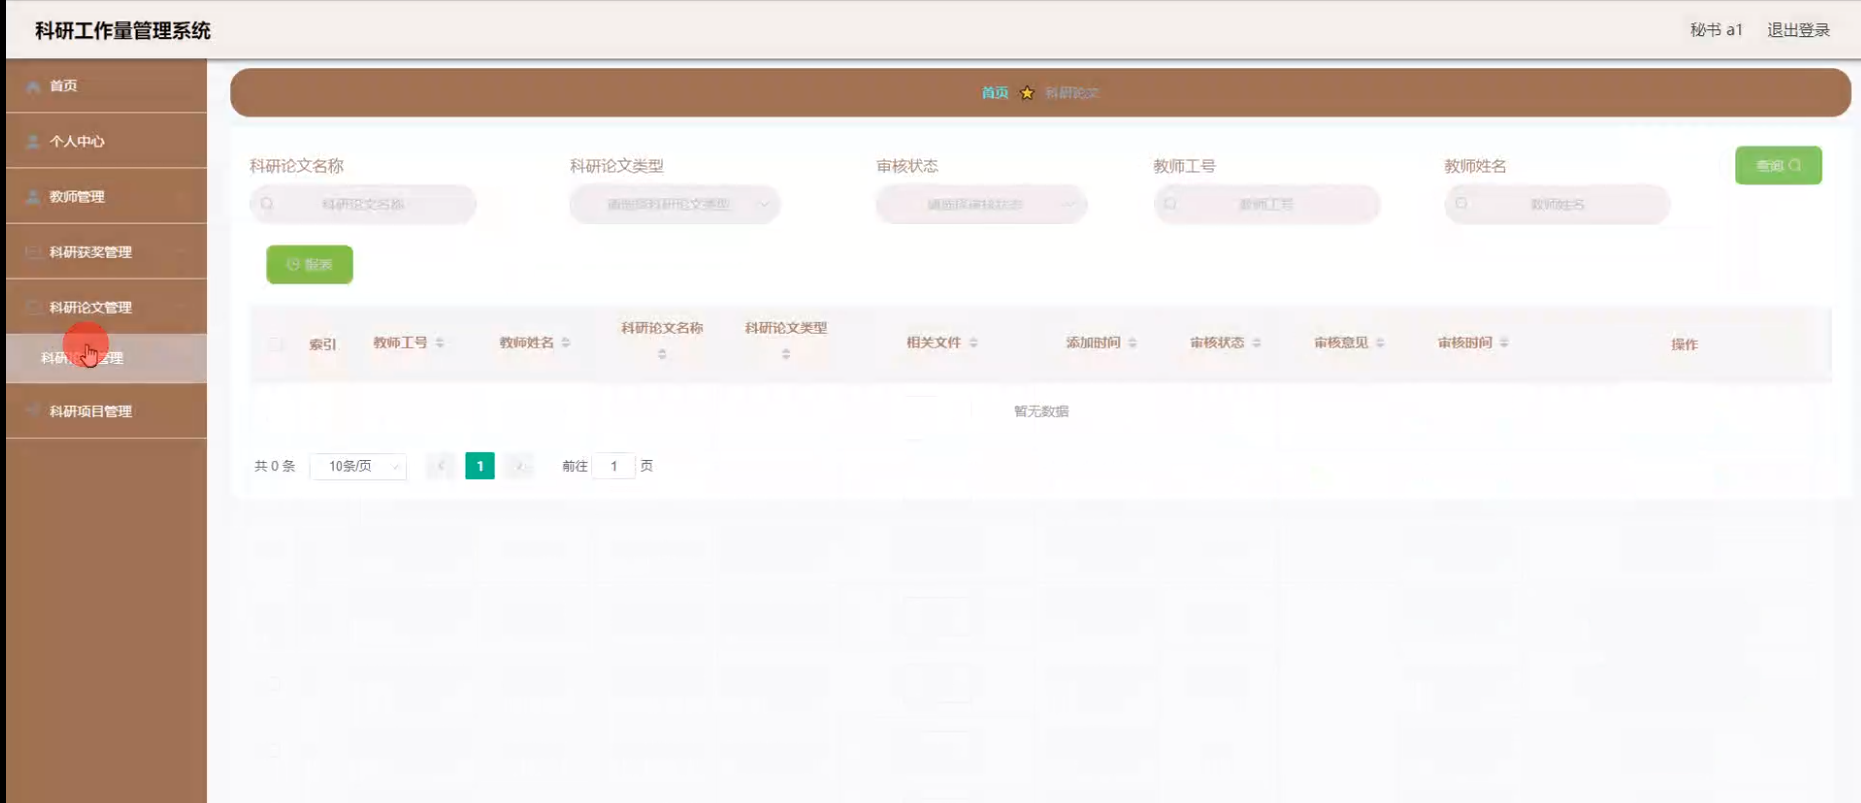 科研工作量管理系统
秘书 a1 退出登录
首页
个人中心
教师管理
科研获奖管理
科研论文管理
科研 管理
科研项目管理
首页 科研论文
科研论文名称 科研论文类型 审核状态 教师工号 教师姓名 查询
科研论文名称 请选择科研论文类型 请选择审核状态 教师工号 教师姓名
报表
索引 教师工号 教师姓名 科研论文名称 科研论文类型 相关文件 添加时间 审核状态 审核意见 审核时间 操作
暂无数据
共 0 条 10条/页 1 前往 1 页